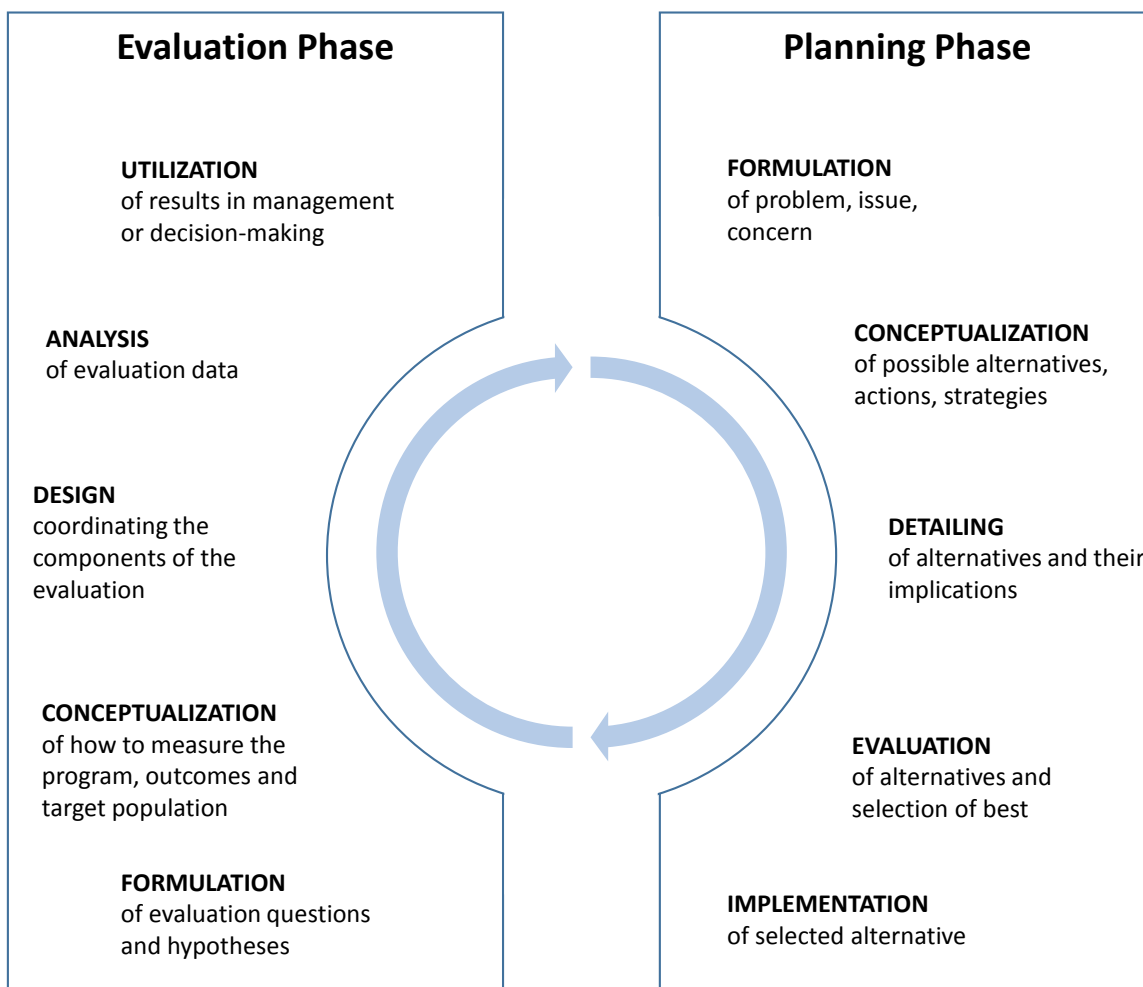 Evaluation Phase
UTILIZATION
of results in management
or decision-making
ANALYSIS
of evaluation data
DESIGN
coordinating the
components of the
evaluation
CONCEPTUALIZATION
of how to measure the
program, outcomes and
target population
FORMULATION
of evaluation questions
and hypotheses
Planning Phase
FORMULATION
of problem, issue,
concern
CONCEPTUALIZATION
of possible alternatives,
actions, strategies
DETAILING
of alternatives and their
implications
EVALUATION
of alternatives and
selection of best
IMPLEMENTATION
of selected alternative